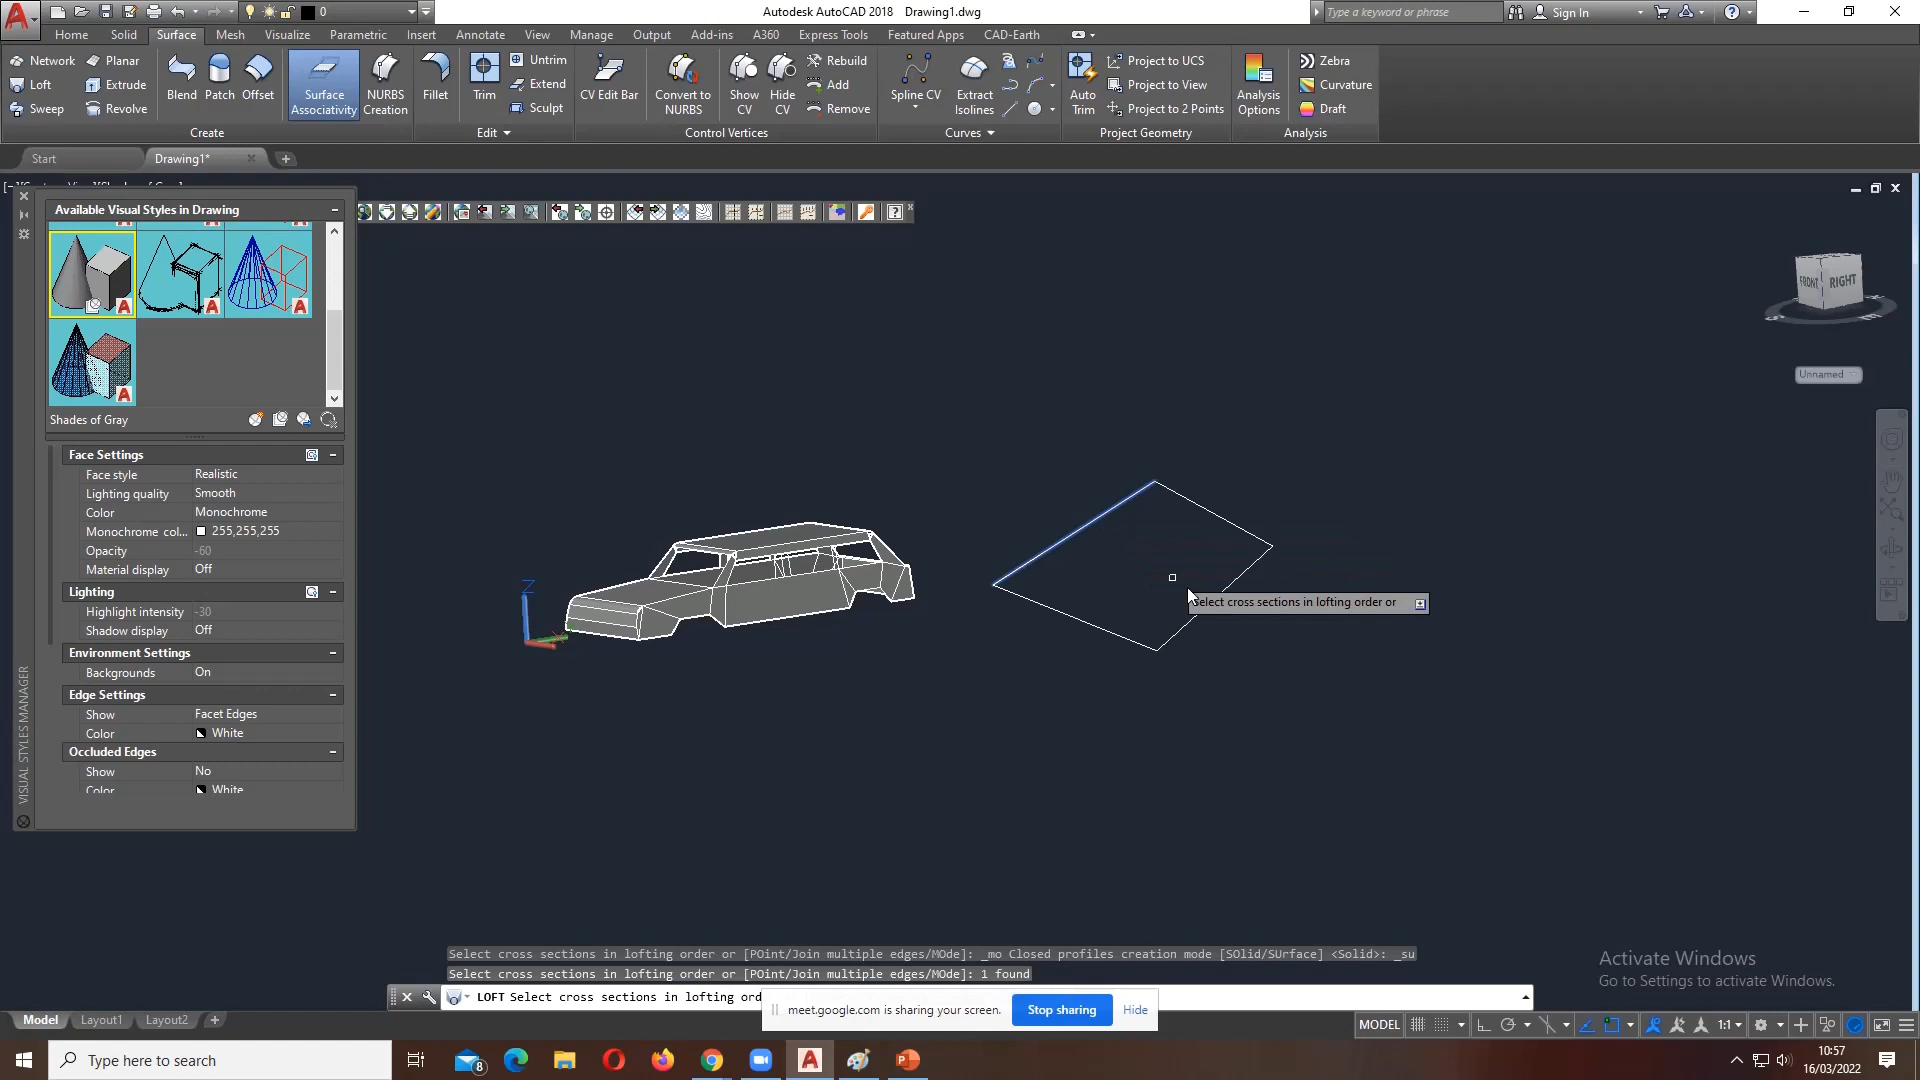 Autodesk AutoCAD 2018 Drawing1.dwg
0
Type a keyword or phrase
Sign In
Home Solid Surface Mesh Visualize Parametric Insert Annotate View Manage Output Add-ins A360 Express Tools Featured Apps CAD-Earth
Network Planar
Loft Extrude
Sweep Revolve
Create
Blend Patch Offset
Surface Associativity
NURBS Creation
Fillet
Trim
Untrim
Extend
Sculpt
Edit
CV Edit Bar
Convert to NURBS
Show CV
Hide CV
Rebuild
Add
Remove
Control Vertices
Spline CV
Extract Isolines
Curves
Auto Trim
Project to UCS
Project to View
Project to 2 Points
Project Geometry
Analysis Options
Zebra
Curvature
Draft
Analysis
Start Drawing1*
Available Visual Styles in Drawing
Shades of Gray
Face Settings
Face style Realistic
Lighting quality Smooth
Color Monochrome
Monochrome col... 255,255,255
Opacity -60
Material display Off
Lighting
Highlight intensity -30
Shadow display Off
Environment Settings
Backgrounds On
Edge Settings
Show Facet Edges
Color White
Occluded Edges
Show No
Color White
VISUAL STYLES MANAGER
FRONT RIGHT
Unnamed
Z
Select cross sections in lofting order or
Select cross sections in lofting order or [POint/Join multiple edges/MOde]: _mo Closed profiles creation mode [SOlid/SUrface] <Solid>: _su
Select cross sections in lofting order or [POint/Join multiple edges/MOde]: 1 found
LOFT Select cross sections in lofting ord
meet.google.com is sharing your screen. Stop sharing Hide
Activate Windows
Go to Settings to activate Windows.
Model Layout1 Layout2
MODEL 1:1
Type here to search
8
10:57
16/03/2022